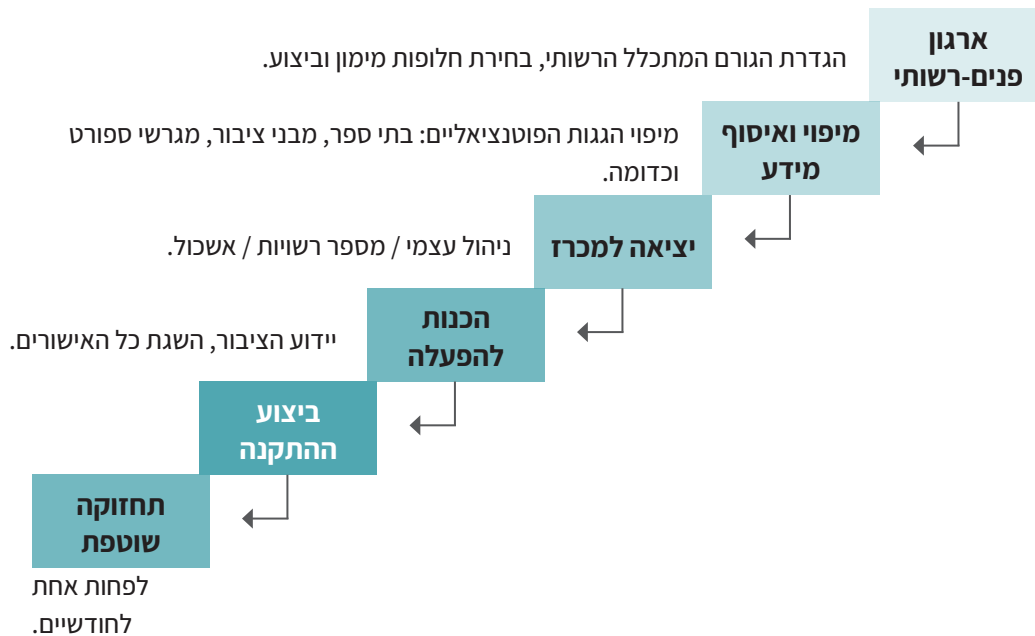 ארגון
פנים-רשותי
הגדרת הגורם המתכלל הרשותי, בחירת חלופות מימון וביצוע.
מיפוי ואיסוף
מידע
מיפוי הגגות הפוטנציאליים: בתי ספר, מבני ציבור, מגרשי ספורט
וכדומה.
יציאה למכרז
ניהול עצמי / מספר רשויות / אשכול.
הכנות
להפעלה
יידוע הציבור, השגת כל האישורים.
ביצוע
ההתקנה
תחזוקה
שוטפת
לפחות אחת
לחודשיים.